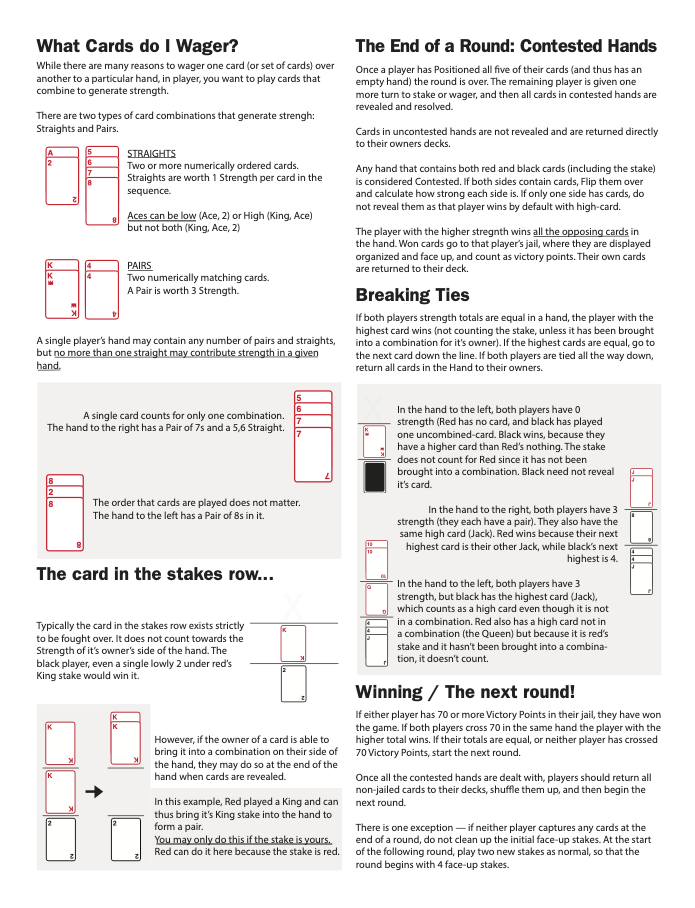 What Cards do I Wager?
While there are many reasons to wager one card (or set of cards) over
another to a particular hand, in player, you want to play cards that
combine to generate strength.
There are two types of card combinations that generate strengh:
Straights and Pairs.
A
2
2
5
6
7
8
8
STRAIGHTS
Two or more numerically ordered cards.
Straights are worth 1 Strength per card in the
sequence.
Aces can be low (Ace, 2) or High (King, Ace)
but not both (King, Ace, 2)
K
K
K
4
4
4
PAIRS
Two numerically matching cards.
A Pair is worth 3 Strength.
A single player's hand may contain any number of pairs and straights,
but no more than one straight may contribute strength in a given
hand.
A single card counts for only one combination.
The hand to the right has a Pair of 7s and a 5,6 Straight.
5
6
7
7
7
8
2
8
8
The order that cards are played does not matter.
The hand to the left has a Pair of 8s in it.
The card in the stakes row...
Typically the card in the stakes row exists strictly
to be fought over. It does not count towards the
Strength of it's owner's side of the hand. The
black player, even a single lowly 2 under red's
King stake would win it.
X
K
K
2
2
K
K
K
K
2
2
K
K
K
2
2
However, if the owner of a card is able to
bring it into a combination on their side of
the hand, they may do so at the end of the
hand when cards are revealed.
In this example, Red played a King and can
thus bring it's King stake into the hand to
form a pair.
You may only do this if the stake is yours.
Red can do it here because the stake is red.
The End of a Round: Contested Hands
Once a player has Positioned all five of their cards (and thus has an
empty hand) the round is over. The remaining player is given one
more turn to stake or wager, and then all cards in contested hands are
revealed and resolved.
Cards in uncontested hands are not revealed and are returned directly
to their owners decks.
Any hand that contains both red and black cards (including the stake)
is considered Contested. If both sides contain cards, Flip them over
and calculate how strong each side is. If only one side has cards, do
not reveal them as that player wins by default with high-card.
The player with the higher stregnth wins all the opposing cards in
the hand. Won cards go to that player's jail, where they are displayed
organized and face up, and count as victory points. Their own cards
are returned to their deck.
Breaking Ties
If both players strength totals are equal in a hand, the player with the
highest card wins (not counting the stake, unless it has been brought
into a combination for it's owner). If the highest cards are equal, go to
the next card down the line. If both players are tied all the way down,
return all cards in the Hand to their owners.
X
K
K
In the hand to the left, both players have 0
strength (Red has no card, and black has played
one uncombined-card. Black wins, because they
have a higher card than Red's nothing. The stake
does not count for Red since it has not been
brought into a combination. Black need not reveal
it's card.
In the hand to the right, both players have 3
strength (they each have a pair). They also have the
same high card (Jack). Red wins because their next
highest card is their other Jack, while black's next
highest is 4.
J
J
J
8
8
4
4
J
J
10
10
10
Q
Q
4
4
J
J
In the hand to the left, both players have 3
strength, but black has the highest card (Jack),
which counts as a high card even though it is not
in a combination. Red also has a high card not in
a combination (the Queen) but because it is red's
stake and it hasn't been brought into a combina-
tion, it doesn't count.
Winning / The next round!
If either player has 70 or more Victory Points in their jail, they have won
the game. If both players cross 70 in the same hand the player with the
higher total wins. If their totals are equal, or neither player has crossed
70 Victory Points, start the next round.
Once all the contested hands are dealt with, players should return all
non-jailed cards to their decks, shuffle them up, and then begin the
next round.
There is one exception — if neither player captures any cards at the
end of a round, do not clean up the initial face-up stakes. At the start
of the following round, play two new stakes as normal, so that the
round begins with 4 face-up stakes.